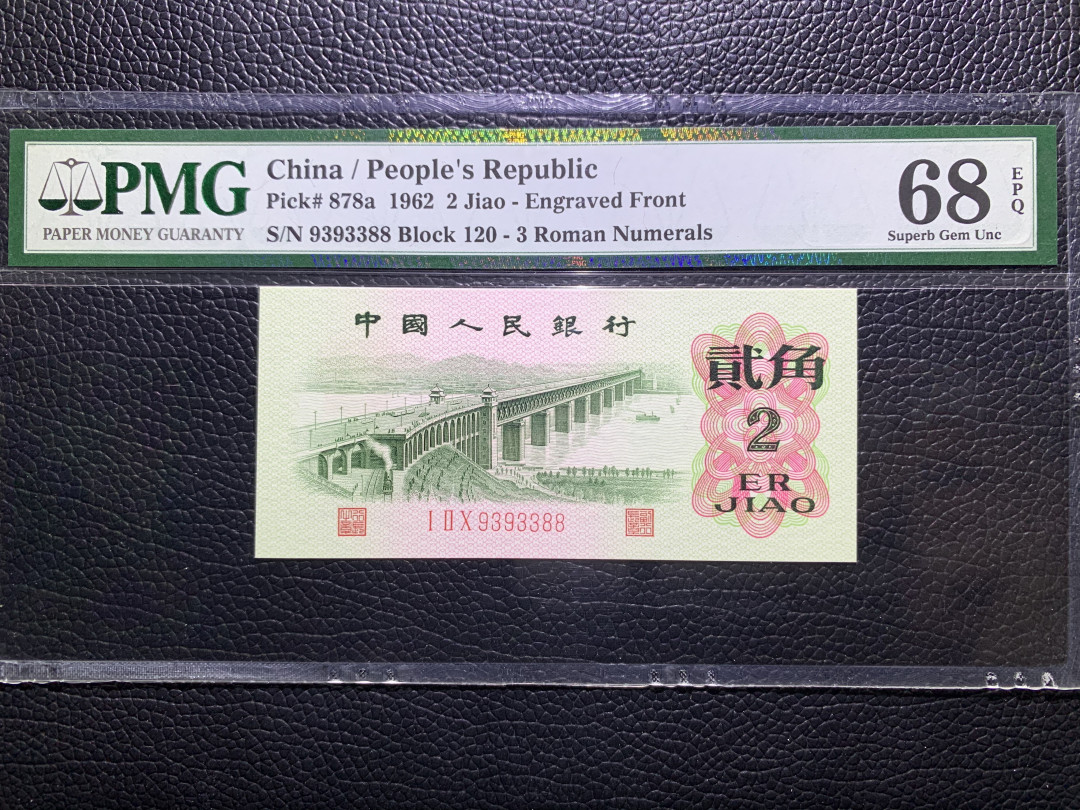 PMG
PAPER MONEY GUARANTY
China / People's Republic
Pick# 878a 1962 2 Jiao - Engraved Front
S/N 9393388 Block 120 - 3 Roman Numerals
68
EPQ
Superb Gem Unc
中國人民銀行
貳角
2
ER
JIAO
I II X 9393388